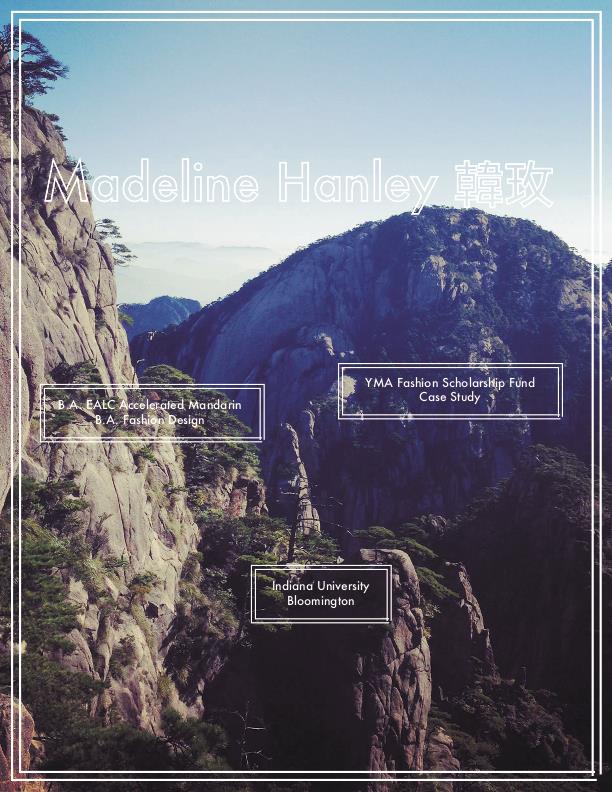 Madeline Hanley 韓玫
YMA Fashion Scholarship Fund
Case Study
B.A. EALC Accelerated Mandarin
B.A. Fashion Design
Indiana University
Bloomington